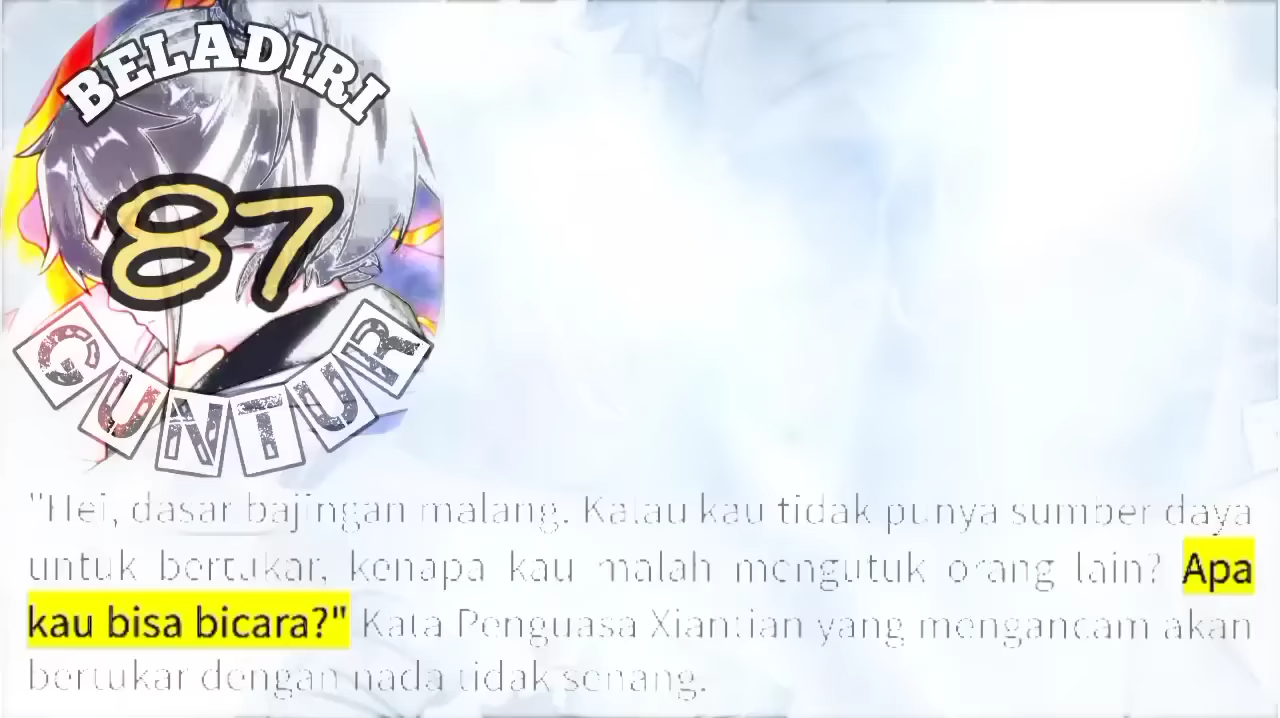 BELADIRI
87
GUNTUR
"Hei, dasar bajingan malang. Kalau kau tidak punya sumber daya
untuk bertukar, kenapa kau malah mengutuk orang lain? Apa
kau bisa bicara?" Kata Penguasa Xiantian yang mengancam akan
bertukar dengan nada tidak senang.